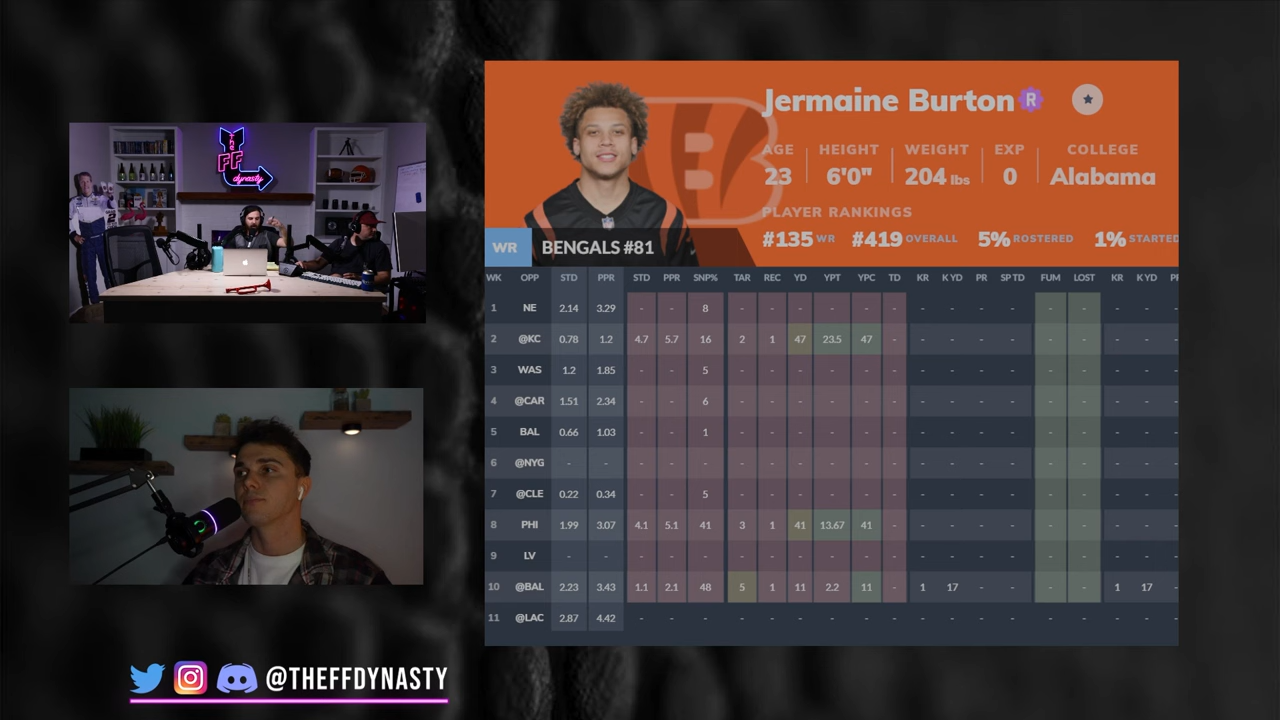 The
FF
dynasty
Jermaine Burton R
AGE HEIGHT WEIGHT EXP COLLEGE
23 6'0" 204 lbs 0 Alabama
PLAYER RANKINGS
#135 WR #419 OVERALL 5% ROSTERED 1% STARTED
WR BENGALS #81
WK OPP STD PPR STD PPR SNP% TAR REC YD YPT YPC TD KR K YD PR SP TD FUM LOST KR K YD
1 NE 2.14 3.29 - - 8 - - - - - - - - - - - - - - -
2 @KC 0.78 1.2 4.7 5.7 16 2 1 47 23.5 47 - - - - - - - - - -
3 WAS 1.2 1.85 - - 5 - - - - - - - - - - - - - - -
4 @CAR 1.51 2.34 - - 6 - - - - - - - - - - - - - - -
5 BAL 0.66 1.03 - - 1 - - - - - - - - - - - - - - -
6 @NYG - - - - - - - - - - - - - - - - - - - -
7 @CLE 0.22 0.34 - - 5 - - - - - - - - - - - - - - -
8 PHI 1.99 3.07 4.1 5.1 41 3 1 41 13.67 41 - - - - - - - - - -
9 LV - - - - - - - - - - - - - - - - - - - -
10 @BAL 2.23 3.43 1.1 2.1 48 5 1 11 2.2 11 - 1 17 - - - - 1 17 -
11 @LAC 2.87 4.42 - - - - - - - - - - - - - - - - - -
@THEFFDYNASTY